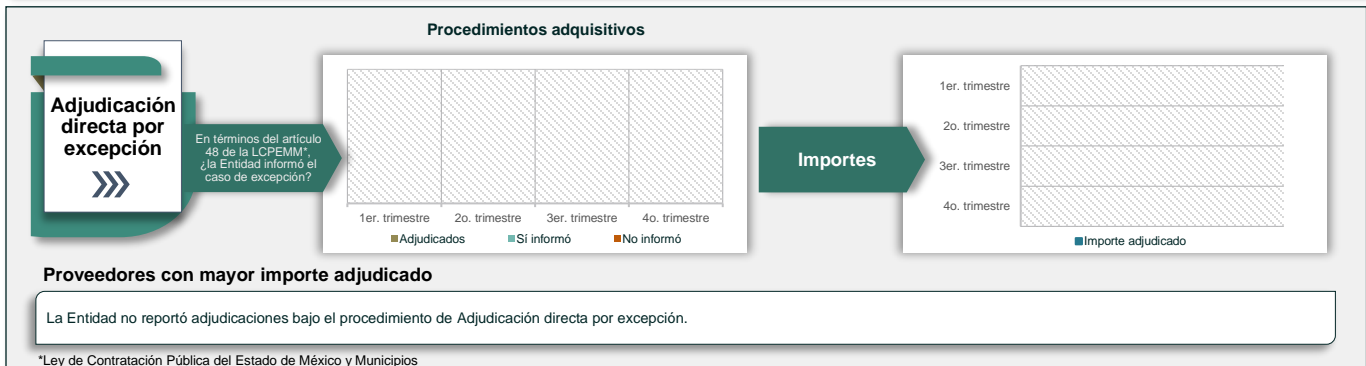 Procedimientos adquisitivos
Adjudicación
directa por
excepción
En términos del artículo
48 de la LCPEMM*,
¿la Entidad informó el
caso de excepción?
1er. trimestre 2o. trimestre 3er. trimestre 4o. trimestre
Adjudicados Sí informó No informó
Importes
1er. trimestre
2o. trimestre
3er. trimestre
4o. trimestre
Importe adjudicado
Proveedores con mayor importe adjudicado
La Entidad no reportó adjudicaciones bajo el procedimiento de Adjudicación directa por excepción.
*Ley de Contratación Pública del Estado de México y Municipios